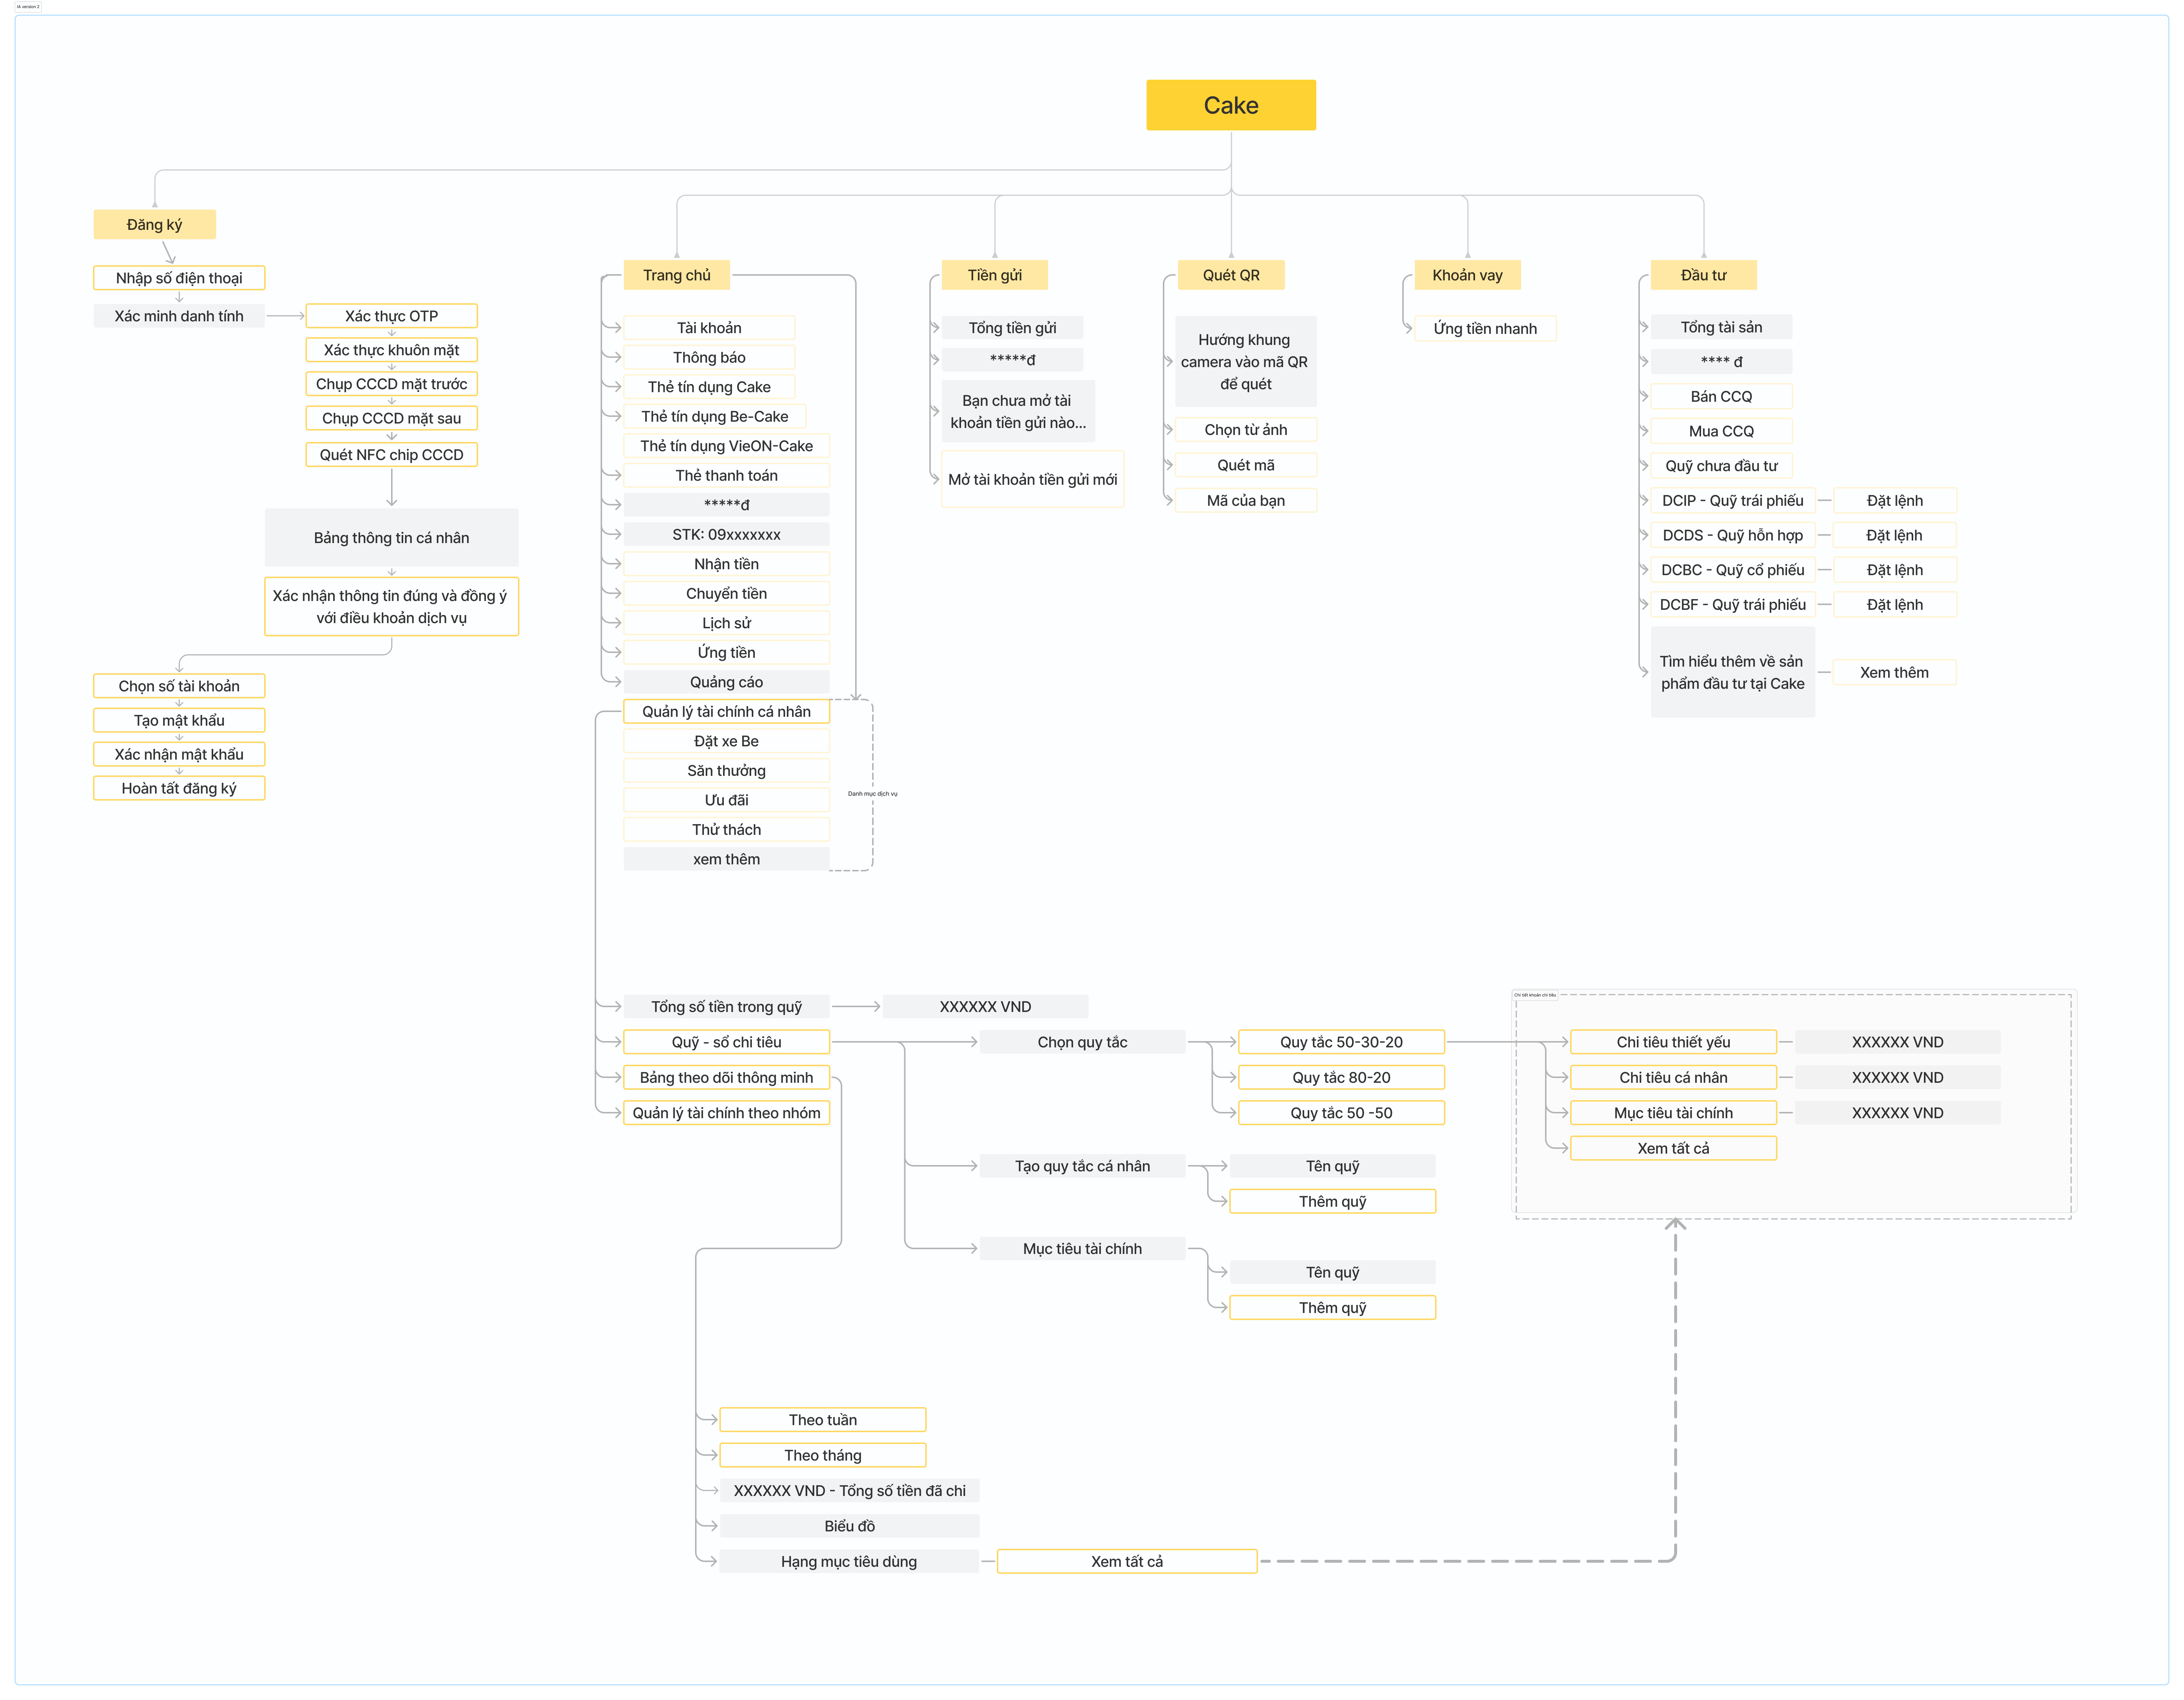 IA version 2
Cake
Đăng ký
Nhập số điện thoại
Xác minh danh tính
Xác thực OTP
Xác thực khuôn mặt
Chụp CCCD mặt trước
Chụp CCCD mặt sau
Quét NFC chip CCCD
Bảng thông tin cá nhân
Xác nhận thông tin đúng và đồng ý
với điều khoản dịch vụ
Chọn số tài khoản
Tạo mật khẩu
Xác nhận mật khẩu
Hoàn tất đăng ký
Trang chủ
Tài khoản
Thông báo
Thẻ tín dụng Cake
Thẻ tín dụng Be-Cake
Thẻ tín dụng VieON-Cake
Thẻ thanh toán
*****đ
STK: 09xxxxxxx
Nhận tiền
Chuyển tiền
Lịch sử
Ứng tiền
Quảng cáo
Quản lý tài chính cá nhân
Đặt xe Be
Săn thưởng
Ưu đãi
Thử thách
xem thêm
Danh mục dịch vụ
Tiền gửi
Tổng tiền gửi
*****đ
Bạn chưa mở tài
khoản tiền gửi nào...
Mở tài khoản tiền gửi mới
Quét QR
Hướng khung
camera vào mã QR
để quét
Chọn từ ảnh
Quét mã
Mã của bạn
Khoản vay
Ứng tiền nhanh
Đầu tư
Tổng tài sản
**** đ
Bán CCQ
Mua CCQ
Quỹ chưa đầu tư
DCIP - Quỹ trái phiếu
Đặt lệnh
DCDS - Quỹ hỗn hợp
Đặt lệnh
DCBC - Quỹ cổ phiếu
Đặt lệnh
DCBF - Quỹ trái phiếu
Đặt lệnh
Tìm hiểu thêm về sản
phẩm đầu tư tại Cake
Xem thêm
Tổng số tiền trong quỹ
XXXXXX VND
Quỹ - sổ chi tiêu
Bảng theo dõi thông minh
Quản lý tài chính theo nhóm
Chọn quy tắc
Quy tắc 50-30-20
Quy tắc 80-20
Quy tắc 50 -50
Chi tiết khoản chi tiêu
Chi tiêu thiết yếu
XXXXXX VND
Chi tiêu cá nhân
XXXXXX VND
Mục tiêu tài chính
XXXXXX VND
Xem tất cả
Tạo quy tắc cá nhân
Tên quỹ
Thêm quỹ
Mục tiêu tài chính
Tên quỹ
Thêm quỹ
Theo tuần
Theo tháng
XXXXXX VND - Tổng số tiền đã chi
Biểu đồ
Hạng mục tiêu dùng
Xem tất cả